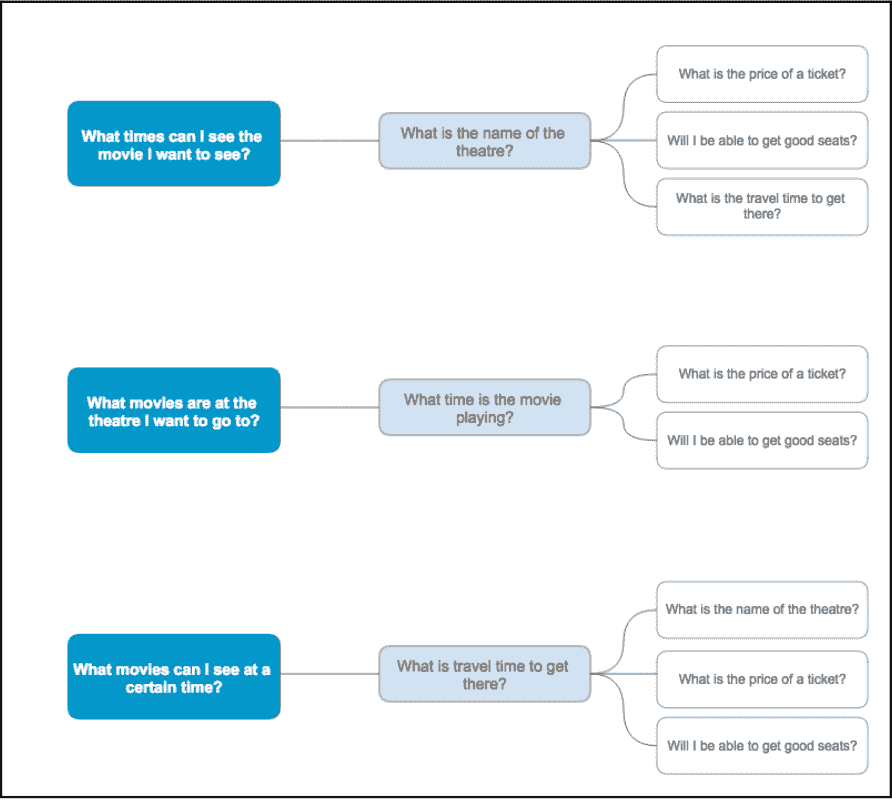 What times can I see the
movie I want to see?
What is the name of the
theatre?
What is the price of a ticket?
Will I be able to get good seats?
What is the travel time to get
there?
What movies are at the
theatre I want to go to?
What time is the movie
playing?
What is the price of a ticket?
Will I be able to get good seats?
What movies can I see at a
certain time?
What is travel time to get
there?
What is the name of the theatre?
What is the price of a ticket?
Will I be able to get good seats?